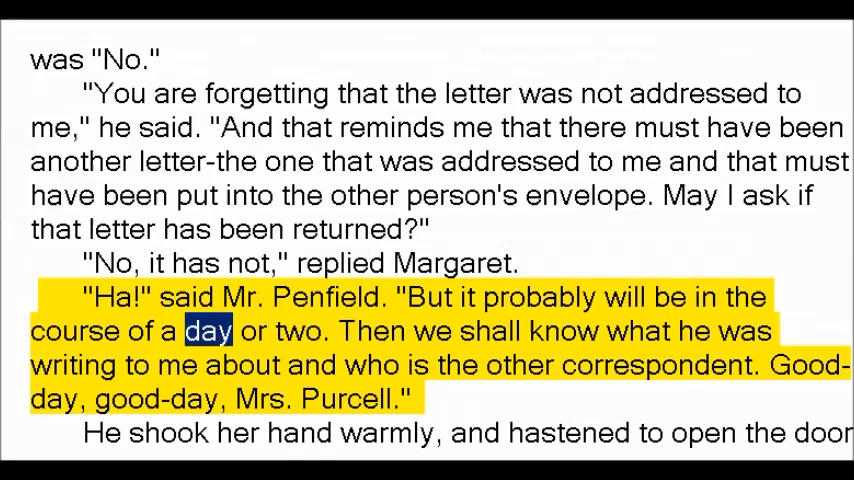 was "No."
"You are forgetting that the letter was not addressed to
me," he said. "And that reminds me that there must have been
another letter-the one that was addressed to me and that must
have been put into the other person's envelope. May I ask if
that letter has been returned?"
"No, it has not," replied Margaret.
"Ha!" said Mr. Penfield. "But it probably will be in the
course of a day or two. Then we shall know what he was
writing to me about and who is the other correspondent. Good-
day, good-day, Mrs. Purcell."
He shook her hand warmly, and hastened to open the door